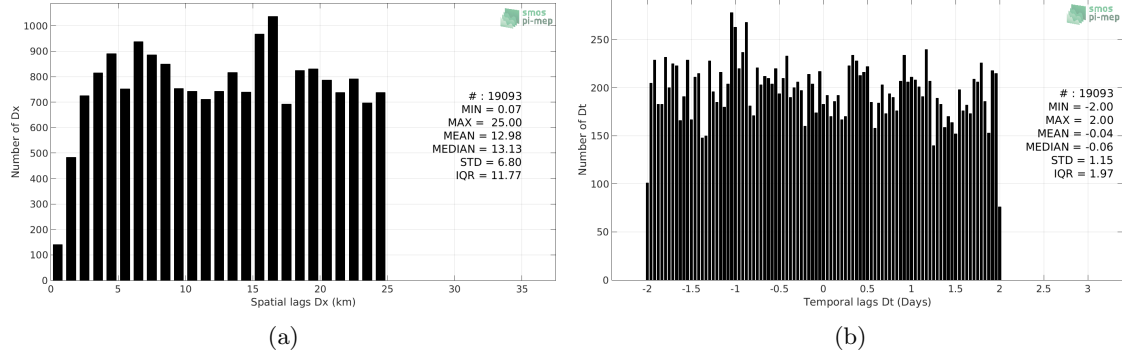 smos
pi-mep
1000
900
800
700
600
500
400
300
200
100
0
Number of Dx
# : 19093
MIN = 0.07
MAX = 25.00
MEAN = 12.98
MEDIAN = 13.13
STD = 6.80
IQR = 11.77
0 5 10 15 20 25 30 35
Spatial lags Dx (km)
(a)
smos
pi-mep
250
200
150
100
50
0
Number of Dt
# : 19093
MIN = -2.00
MAX = 2.00
MEAN = -0.04
MEDIAN = -0.06
STD = 1.15
IQR = 1.97
-2 -1.5 -1 -0.5 0 0.5 1 1.5 2 2.5 3
Temporal lags Dt (Days)
(b)